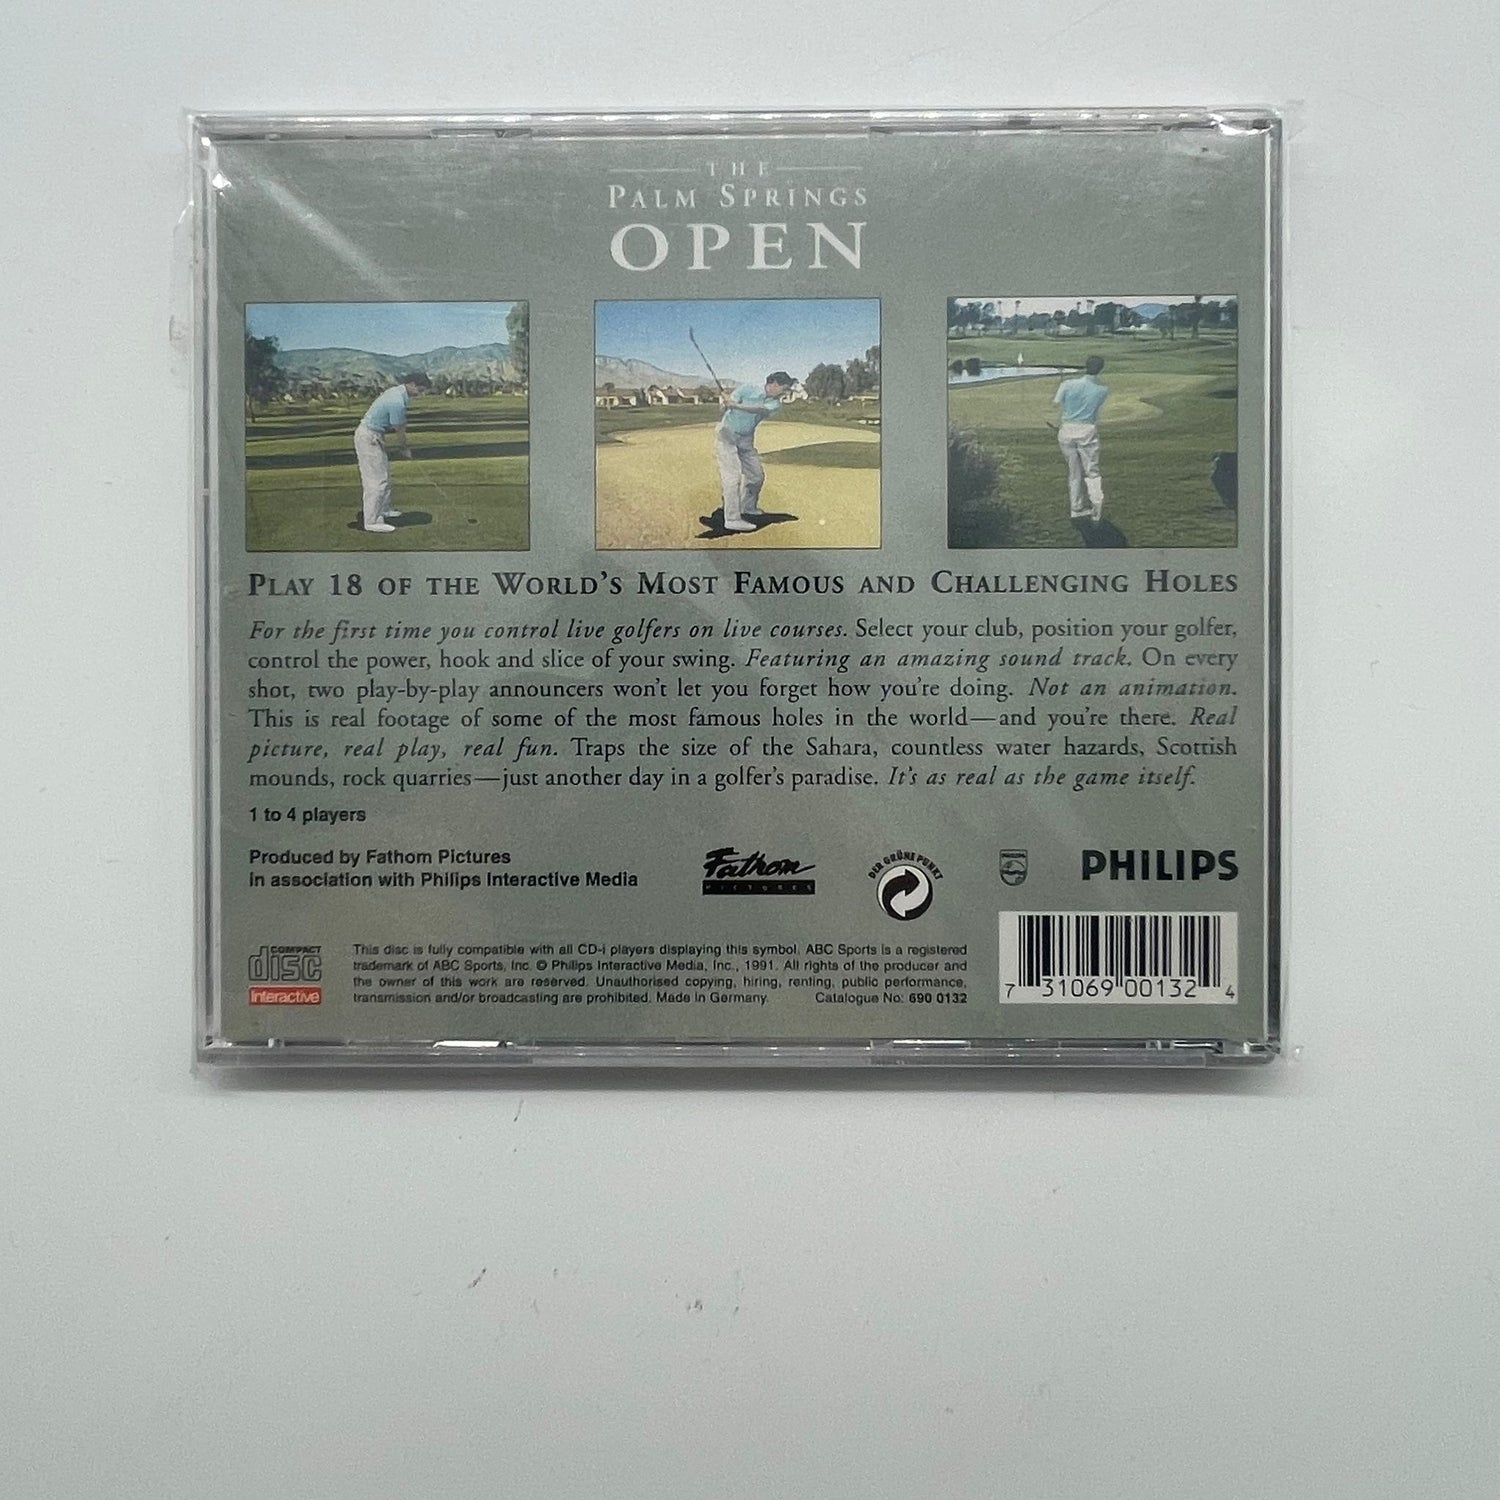 THE
PALM SPRINGS
OPEN
PLAY 18 OF THE WORLD'S MOST FAMOUS AND CHALLENGING HOLES
For the first time you control live golfers on live courses. Select your club, position your golfer,
control the power, hook and slice of your swing. Featuring an amazing sound track. On every
shot, two play-by-play announcers won't let you forget how you're doing. Not an animation.
This is real footage of some of the most famous holes in the world—and you're there. Real
picture, real play, real fun. Traps the size of the Sahara, countless water hazards, Scottish
mounds, rock quarries—just another day in a golfer's paradise. It's as real as the game itself.
1 to 4 players
Produced by Fathom Pictures
in association with Philips Interactive Media
Fathom
PICTURES
DER GRÜNE PUNKT
PHILIPS
PHILIPS
COMPACT
disc
Interactive
This disc is fully compatible with all CD-i players displaying this symbol. ABC Sports is a registered
trademark of ABC Sports, Inc. © Philips Interactive Media, Inc., 1991. All rights of the producer and
the owner of this work are reserved. Unauthorised copying, hiring, renting, public performance,
transmission and/or broadcasting are prohibited. Made in Germany. Catalogue No: 690 0132
7 31069 00132 4